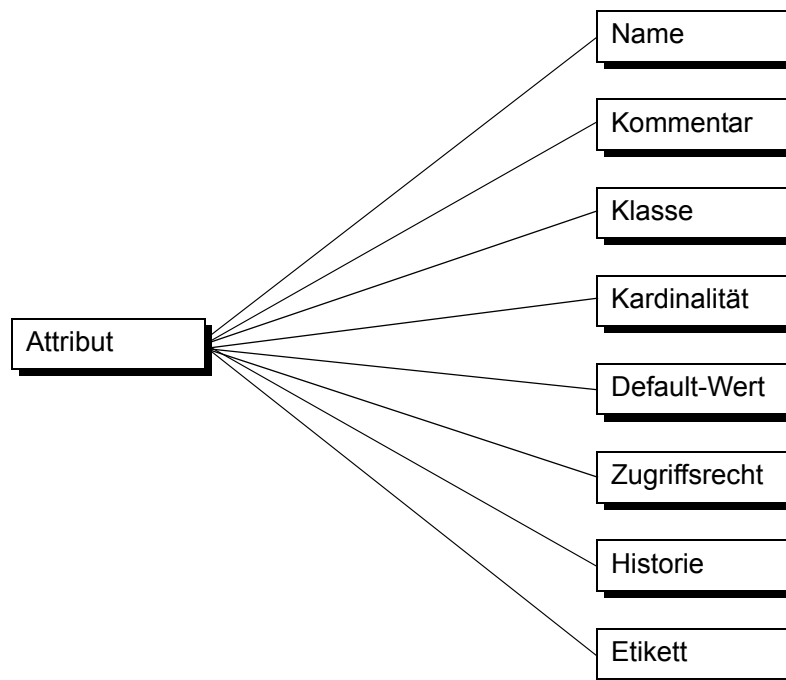 Name
Kommentar
Klasse
Kardinalität
Attribut
Default-Wert
Zugriffsrecht
Historie
Etikett